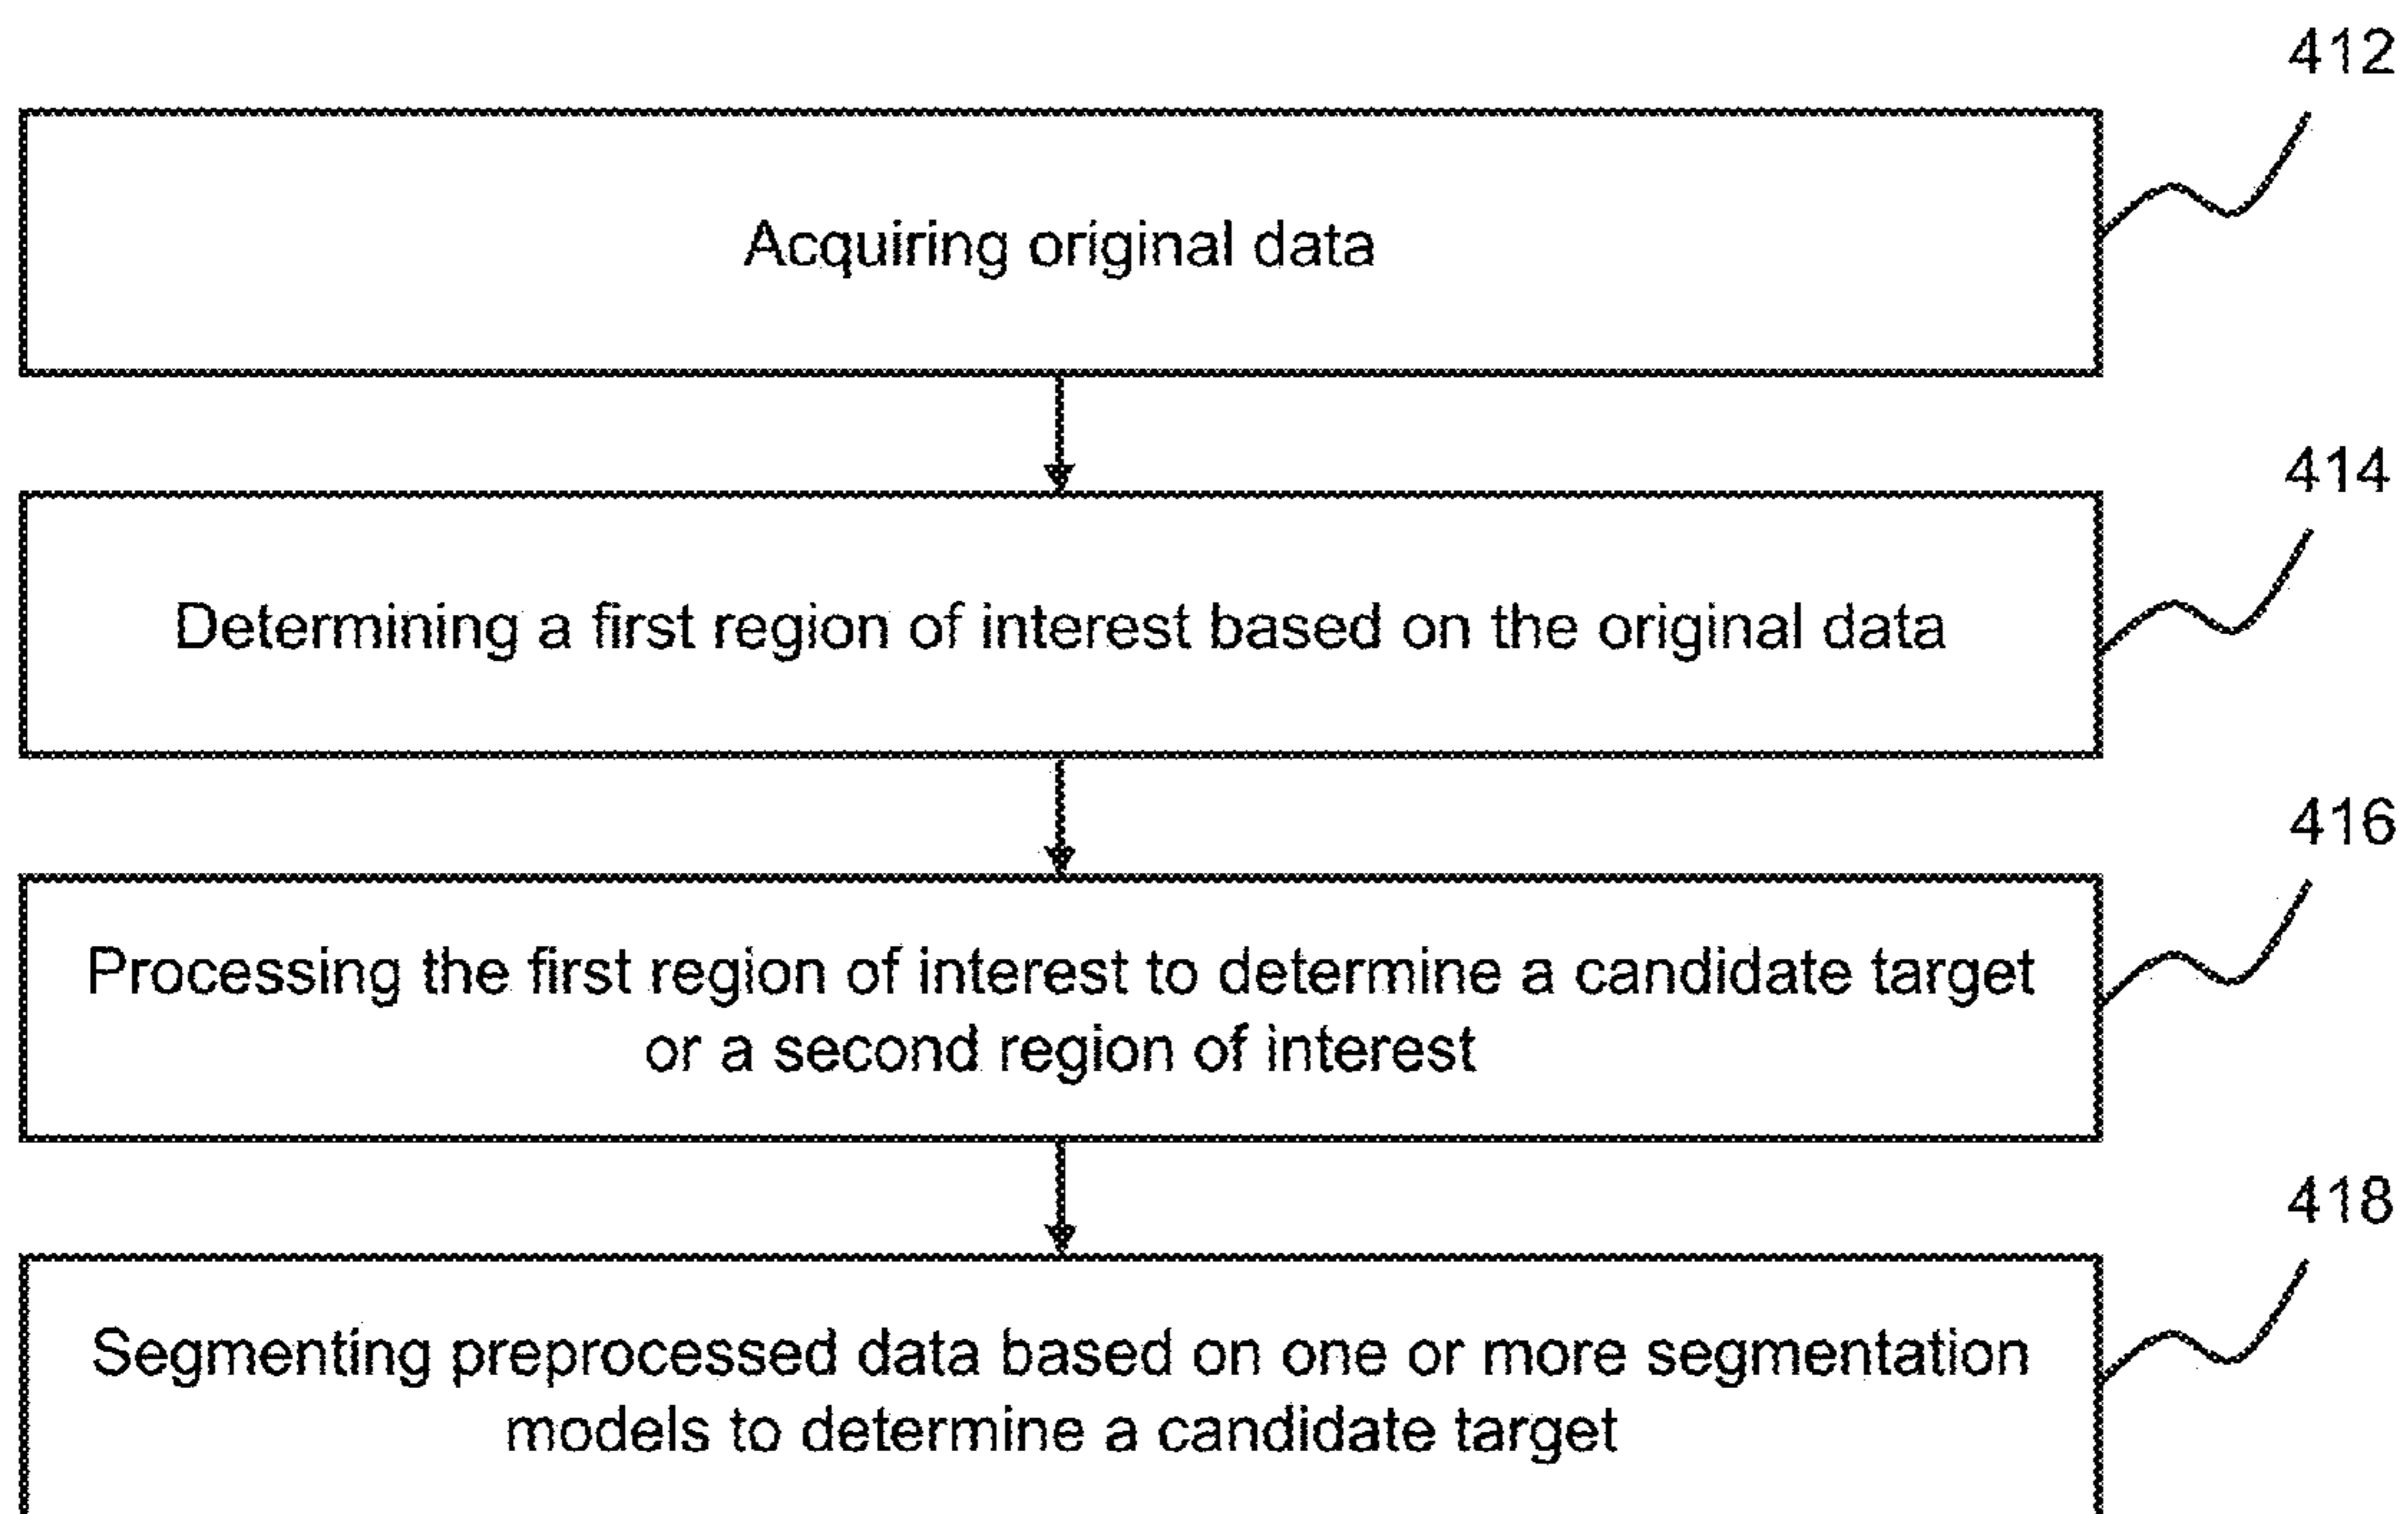 412
Acquiring original data
414
Determining a first region of interest based on the original data
416
Processing the first region of interest to determine a candidate target
or a second region of interest
418
Segmenting preprocessed data based on one or more segmentation
models to determine a candidate target